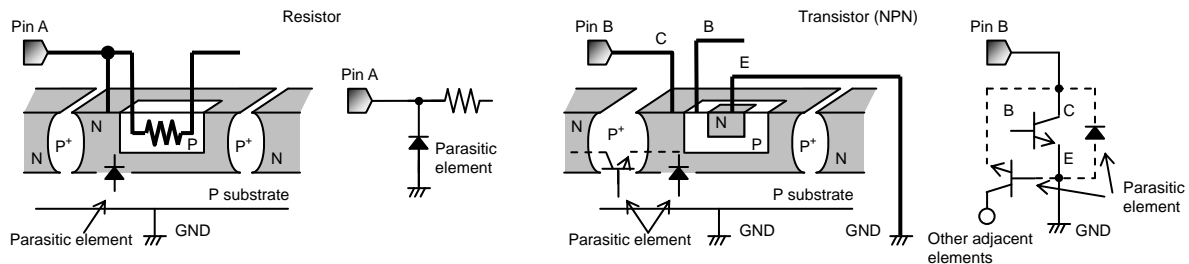 Resistor
Pin A
N
P+
N
P
P+
N
P substrate
Parasitic element
GND
Pin A
Parasitic
element
Transistor (NPN)
Pin B
C
B
E
N
P+
N
P
P+
N
P substrate
Parasitic element
GND
GND
Pin B
B
C
E
Parasitic
element
GND
Other adjacent
elements